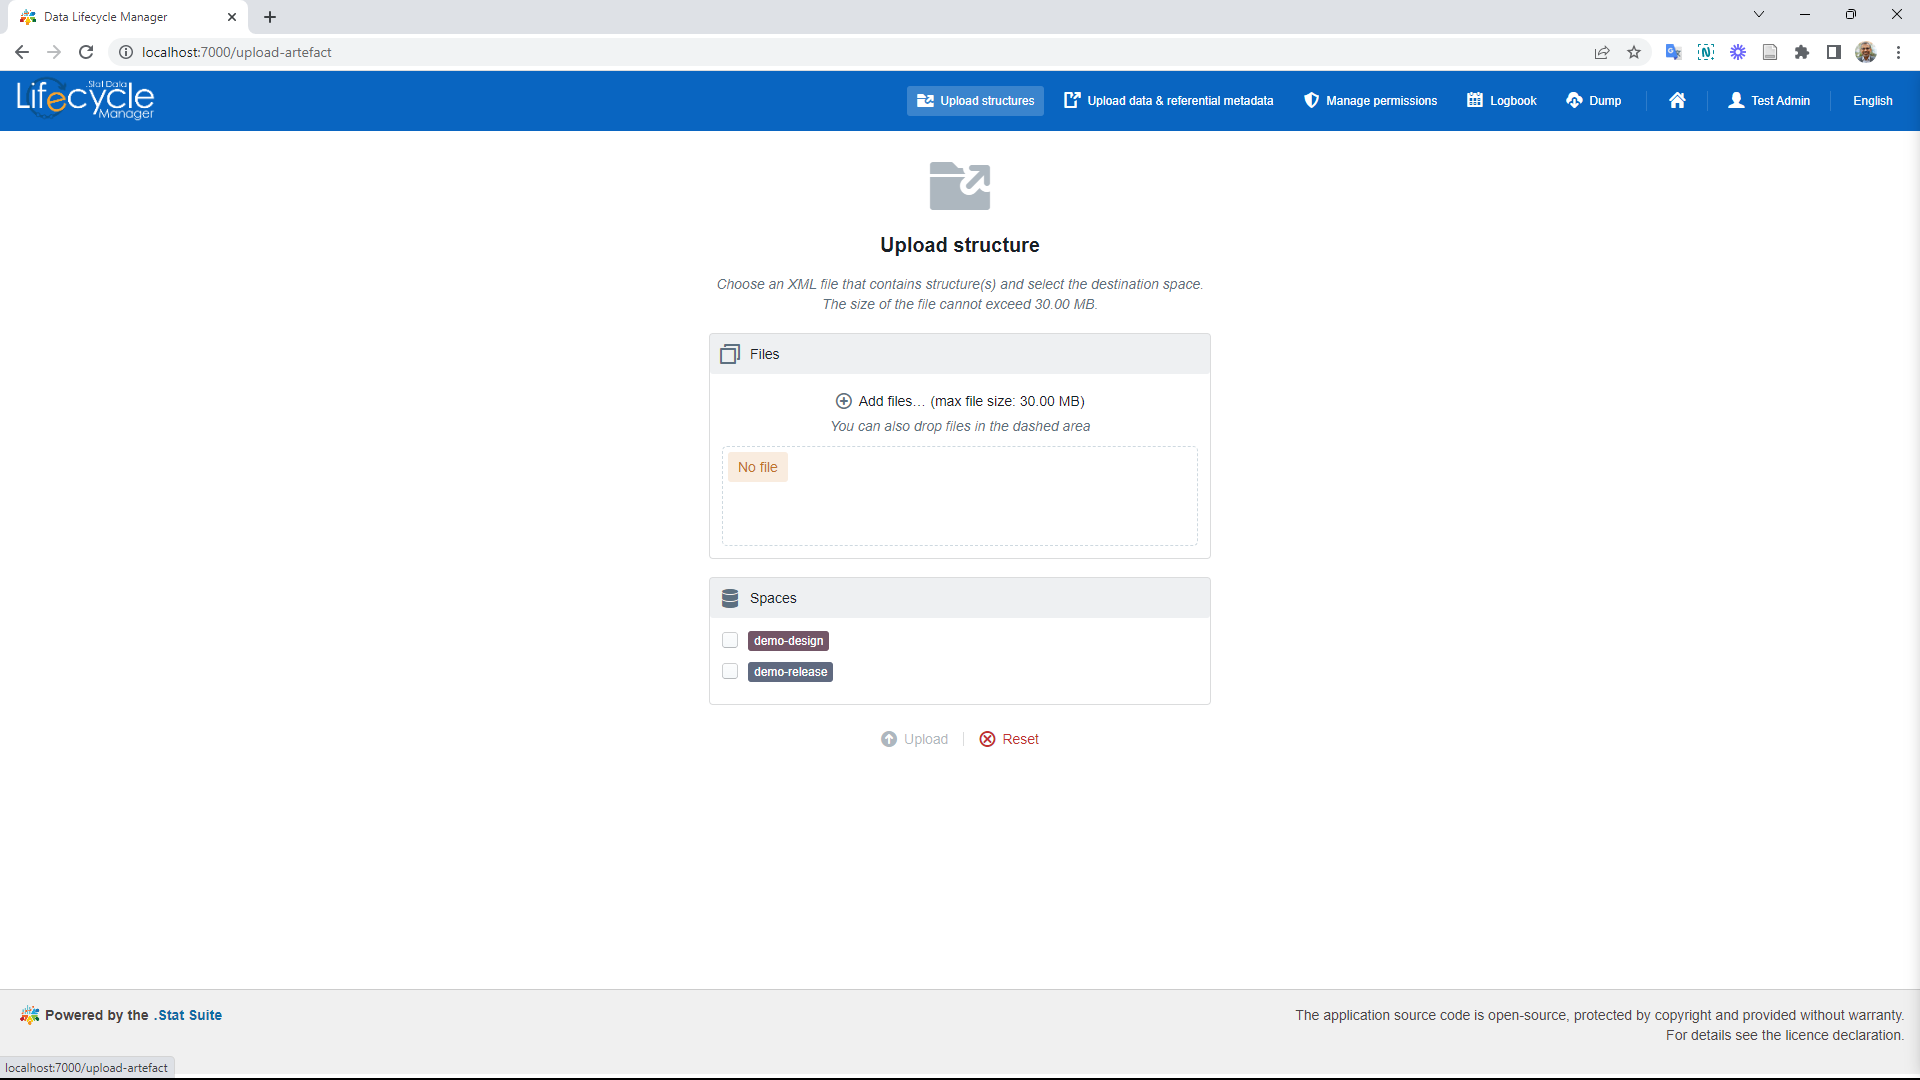 Data Lifecycle Manager
localhost:7000/upload-artefact
.Stat Data
Lifecycle
Manager
Upload structures
Upload data & referential metadata
Manage permissions
Logbook
Dump
Test Admin
English
Upload structure
Choose an XML file that contains structure(s) and select the destination space.
The size of the file cannot exceed 30.00 MB.
Files
Add files... (max file size: 30.00 MB)
You can also drop files in the dashed area
No file
Spaces
demo-design
demo-release
Upload
Reset
Powered by the .Stat Suite
The application source code is open-source, protected by copyright and provided without warranty.
For details see the licence declaration.
localhost:7000/upload-artefact